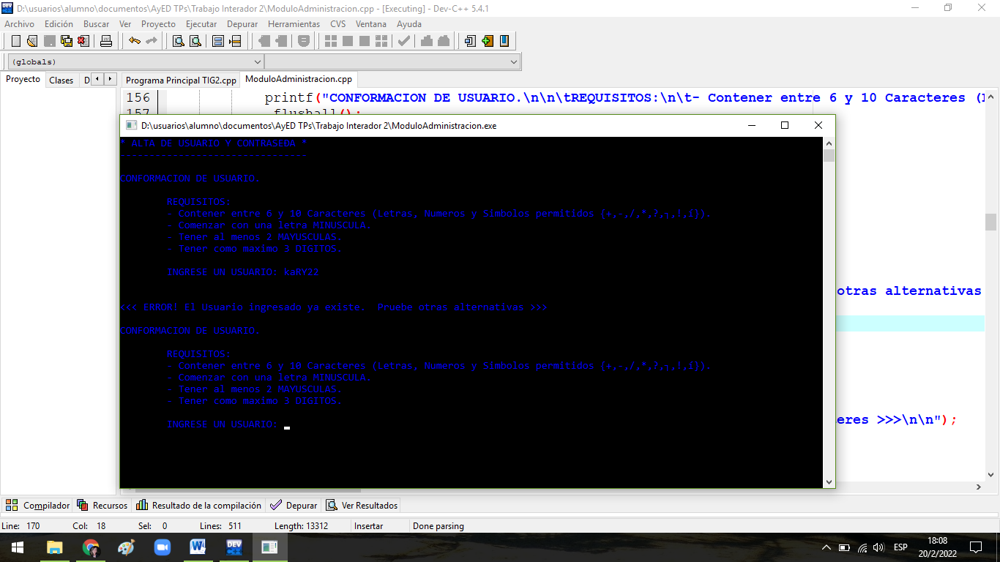 D:\usuarios\alumno\documentos\AyED TPs\Trabajo Interador 2\ModuloAdministracion.cpp - [Executing] - Dev-C++ 5.4.1
Archivo Edición Buscar Ver Proyecto Ejecutar Depurar Herramientas CVS Ventana Ayuda
(globals)
Proyecto Clases D Programa Principal TIG2.cpp ModuloAdministracion.cpp
156 printf("CONFORMACION DE USUARIO.\n\n\tREQUISITOS:\n\t- Contener entre 6 y 10 Caracteres (
157 _flushall();
D:\usuarios\alumno\documentos\AyED TPs\Trabajo Interador 2\ModuloAdministracion.exe
* ALTA DE USUARIO Y CONTRASEÐA *
--------------------------------
CONFORMACION DE USUARIO.
REQUISITOS:
- Contener entre 6 y 10 Caracteres (Letras, Numeros y Simbolos permitidos {+,-,/,*,?,┐,!,í}).
- Comenzar con una letra MINUSCULA.
- Tener al menos 2 MAYUSCULAS.
- Tener como maximo 3 DIGITOS.
INGRESE UN USUARIO: kaRY22
<<< ERROR! El Usuario ingresado ya existe.  Pruebe otras alternativas >>>
otras alternativas
CONFORMACION DE USUARIO.
REQUISITOS:
- Contener entre 6 y 10 Caracteres (Letras, Numeros y Simbolos permitidos {+,-,/,*,?,┐,!,í}).
- Comenzar con una letra MINUSCULA.
- Tener al menos 2 MAYUSCULAS.
- Tener como maximo 3 DIGITOS.
INGRESE UN USUARIO:
eres >>>\n\n");
Compilador Recursos Resultado de la compilación Depurar Ver Resultados
Line: 170 Col: 18 Sel: 0 Lines: 511 Length: 13312 Insertar Done parsing
W DEV ESP 18:08
20/2/2022